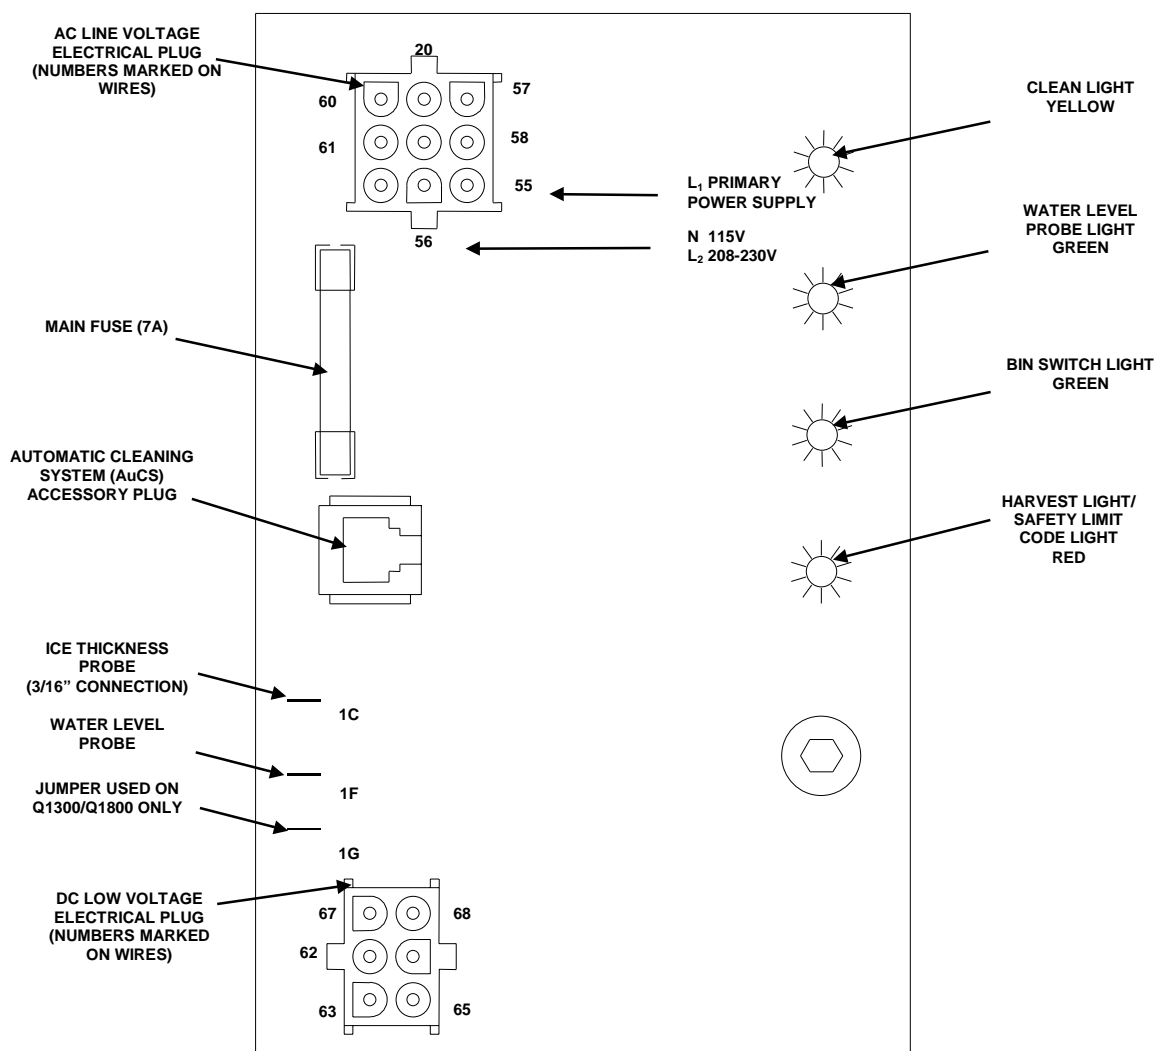 AC LINE VOLTAGE
ELECTRICAL PLUG
(NUMBERS MARKED ON
WIRES)
20
60
57
61
58
55
56
L₁ PRIMARY
POWER SUPPLY
N 115V
L₂ 208-230V
CLEAN LIGHT
YELLOW
WATER LEVEL
PROBE LIGHT
GREEN
BIN SWITCH LIGHT
GREEN
HARVEST LIGHT/
SAFETY LIMIT
CODE LIGHT
RED
MAIN FUSE (7A)
AUTOMATIC CLEANING
SYSTEM (AuCS)
ACCESSORY PLUG
ICE THICKNESS
PROBE
(3/16” CONNECTION)
1C
WATER LEVEL
PROBE
1F
JUMPER USED ON
Q1300/Q1800 ONLY
1G
DC LOW VOLTAGE
ELECTRICAL PLUG
(NUMBERS MARKED
ON WIRES)
67
68
62
63
65